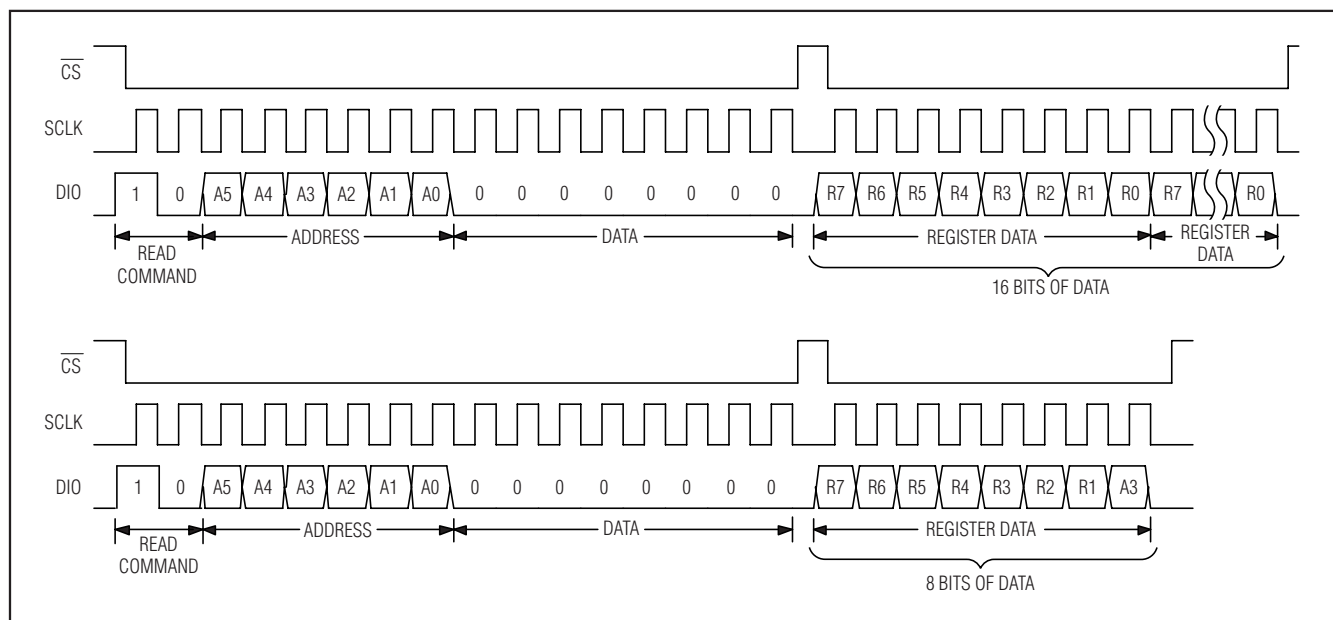 CS
SCLK
DIO 1 0 A5 A4 A3 A2 A1 A0 0 0 0 0 0 0 0 0 R7 R6 R5 R4 R3 R2 R1 R0 R7 R0
READ COMMAND
ADDRESS
DATA
REGISTER DATA
REGISTER DATA
16 BITS OF DATA
CS
SCLK
DIO 1 0 A5 A4 A3 A2 A1 A0 0 0 0 0 0 0 0 0 R7 R6 R5 R4 R3 R2 R1 A3
READ COMMAND
ADDRESS
DATA
REGISTER DATA
8 BITS OF DATA